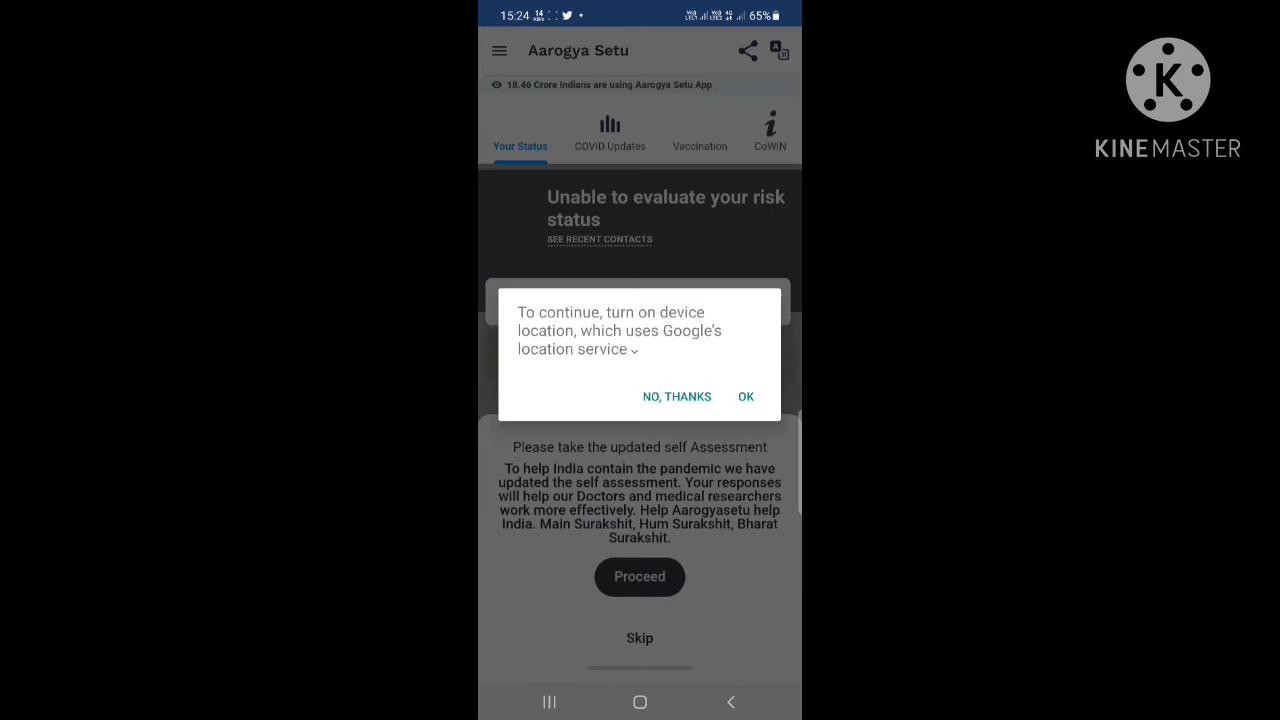 15:24 14 KB/s 65%
Aarogya Setu
18.46 Crore Indians are using Aarogya Setu App
Your Status COVID Updates Vaccination CoWIN
Unable to evaluate your risk
status
SEE RECENT CONTACTS
To continue, turn on device
location, which uses Google's
location service
NO, THANKS OK
Please take the updated self Assessment
To help India contain the pandemic we have
updated the self assessment. Your responses
will help our Doctors and medical researchers
work more effectively. Help Aarogyasetu help
India. Main Surakshit, Hum Surakshit, Bharat
Surakshit.
Proceed
Skip
K
KINEMASTER